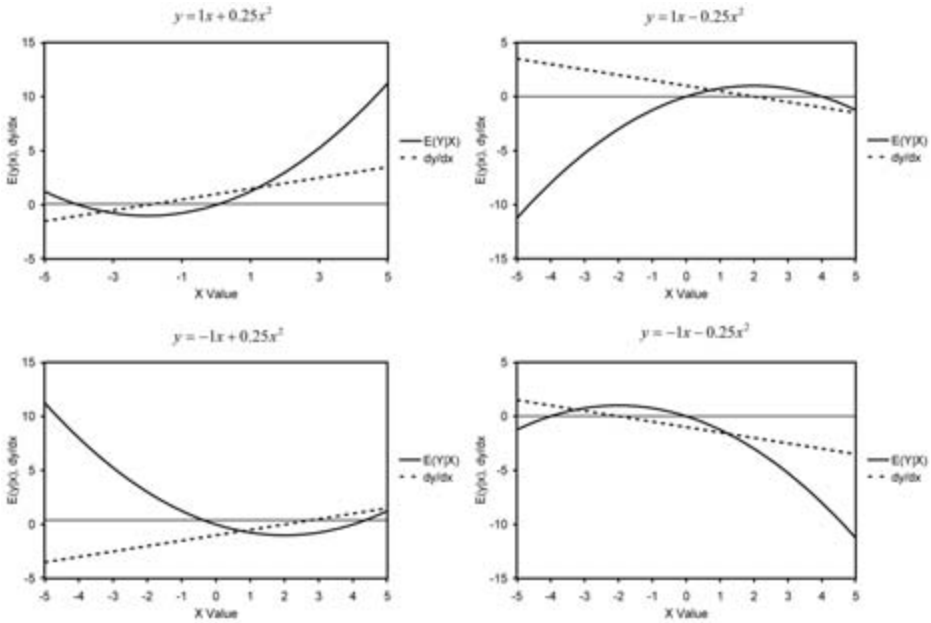 y = 1x + 0.25x²
15
10
5
0
-5
E(y|x), dy/dx
-5 -3 -1 1 3 5
X Value
E(Y|X)
dy/dx
y = 1x − 0.25x²
5
0
-5
-10
-15
E(y|x), dy/dx
-5 -4 -3 -2 -1 0 1 2 3 4 5
X Value
E(Y|X)
dy/dx
y = −1x + 0.25x²
15
10
5
0
-5
E(y|x), dy/dx
-5 -4 -3 -2 -1 0 1 2 3 4 5
X Value
E(Y|X)
dy/dx
y = −1x − 0.25x²
5
0
-5
-10
-15
E(y|x), dy/dx
-5 -4 -3 -2 -1 0 1 2 3 4 5
X Value
E(Y|X)
dy/dx